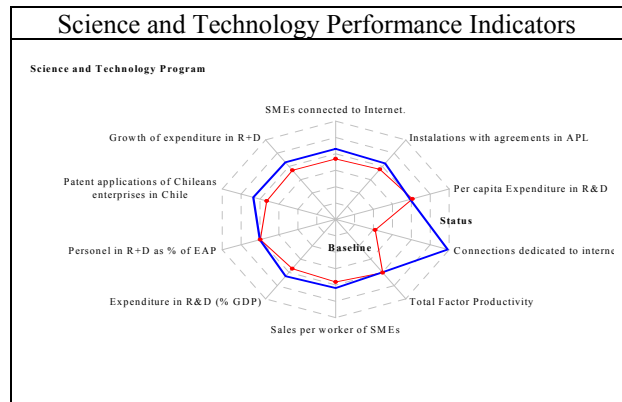 Science and Technology Performance Indicators
Science and Technology Program
SMEs connected to Internet.
Growth of expenditure in R+D
Instalations with agreements in APL
Patent applications of Chileans
enterprises in Chile
Per capita Expenditure in R&D
Status
Personel in R+D as % of EAP
Baseline
Connections dedicated to interne
Expenditure in R&D (% GDP)
Total Factor Productivity
Sales per worker of SMEs